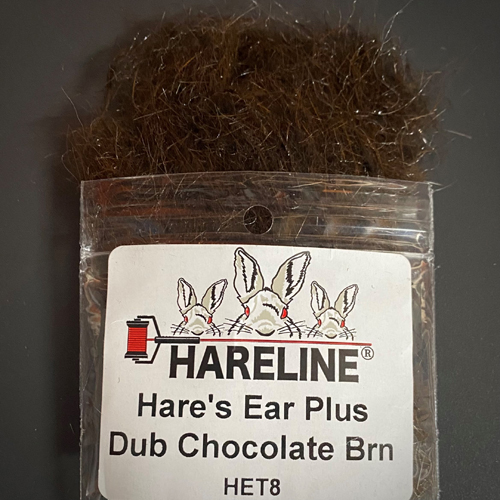 HARELINE®
Hare's Ear Plus
Dub Chocolate Brn
HET8